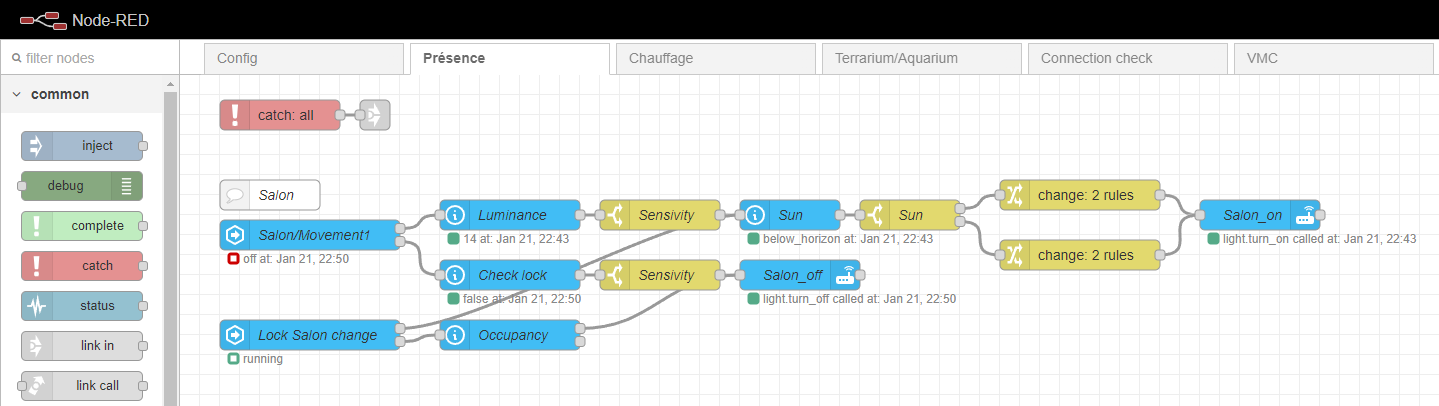 Node-RED
filter nodes
Config
Présence
Chauffage
Terrarium/Aquarium
Connection check
VMC
common
inject
debug
complete
catch
status
link in
link call
catch: all
Salon
Salon/Movement1
off at: Jan 21, 22:50
Luminance
14 at: Jan 21, 22:43
Sensivity
Sun
below_horizon at: Jan 21, 22:43
Sun
change: 2 rules
change: 2 rules
Salon_on
light.turn_on called at: Jan 21, 22:43
Check lock
false at: Jan 21, 22:50
Sensivity
Salon_off
light.turn_off called at: Jan 21, 22:50
Lock Salon change
running
Occupancy